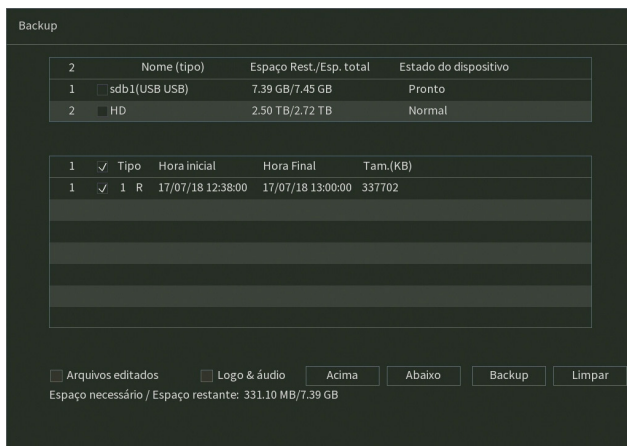 Backup
2 Nome (tipo) Espaço Rest./Esp. total Estado do dispositivo
1 sdb1(USB USB) 7.39 GB/7.45 GB Pronto
2 HD 2.50 TB/2.72 TB Normal
1 Tipo Hora inicial Hora Final Tam.(KB)
1 1 R 17/07/18 12:38:00 17/07/18 13:00:00 337702
Arquivos editados Logo & áudio Acima Abaixo Backup Limpar
Espaço necessário / Espaço restante: 331.10 MB/7.39 GB